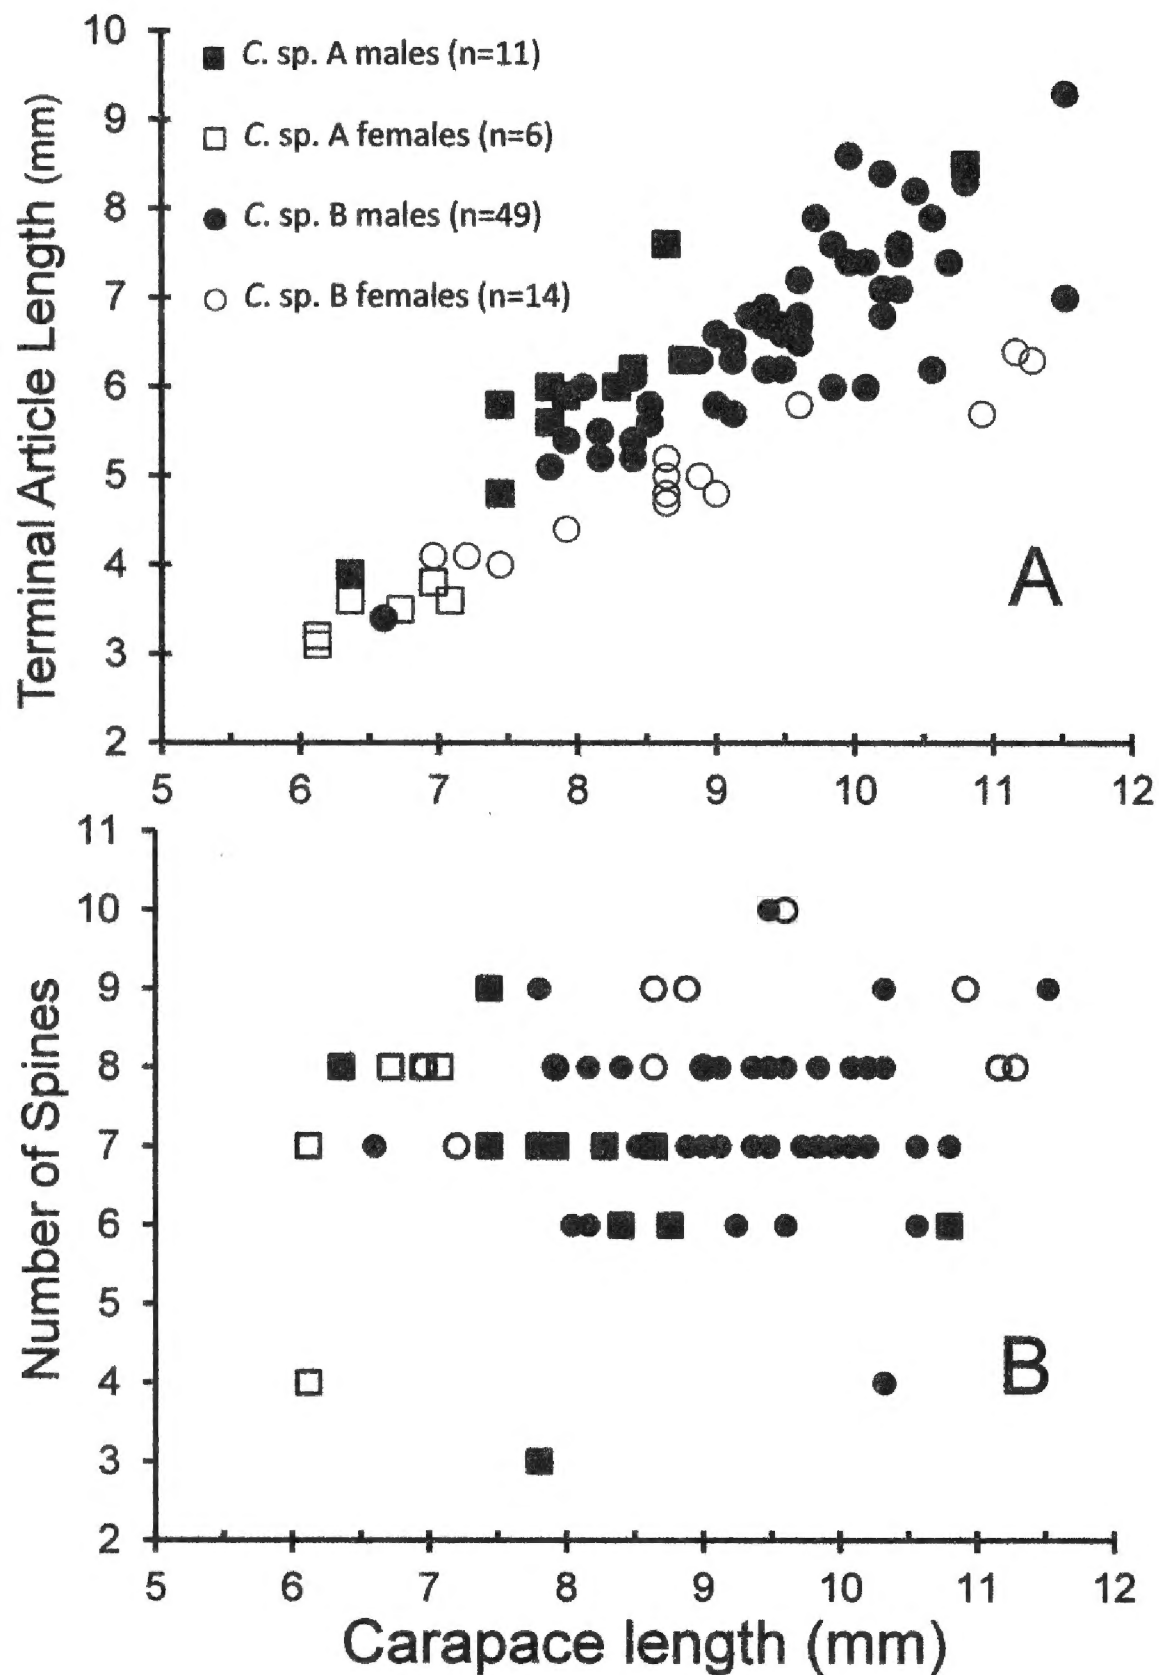 10
C. sp. A males (n=11)
9
C. sp. A females (n=6)
8
C. sp. B males (n=49)
7
C. sp. B females (n=14)
6
5
4
3
2
Terminal Article Length (mm)
A
5 6 7 8 9 10 11 12
11
10
9
8
7
6
5
4
3
2
Number of Spines
B
5 6 7 8 9 10 11 12
Carapace length (mm)